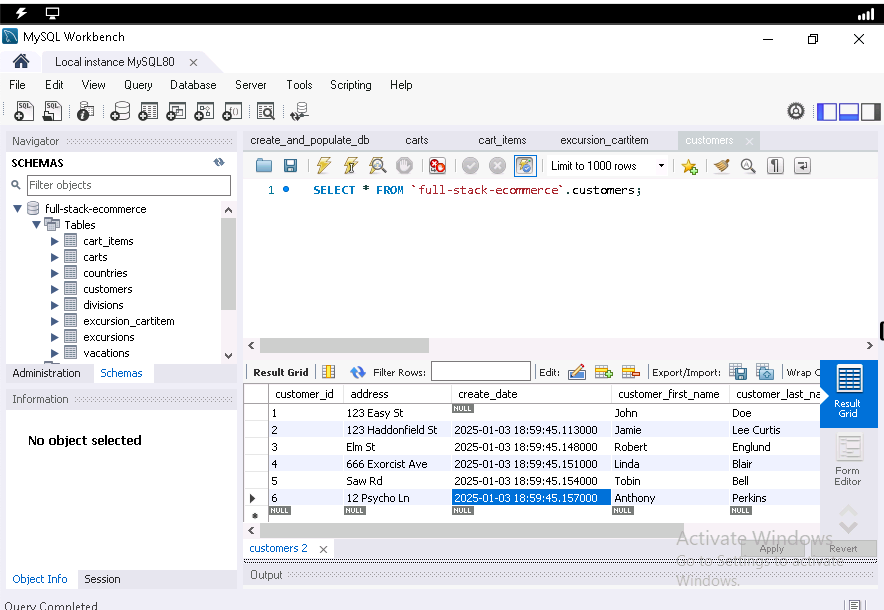 MySQL Workbench
Local instance MySQL80
File Edit View Query Database Server Tools Scripting Help
SQL SQL
Navigator
SCHEMAS
Filter objects
full-stack-ecommerce
Tables
cart_items
carts
countries
customers
divisions
excursion_cartitem
excursions
vacations
Administration Schemas
Information
No object selected
Object Info Session
create_and_populate_db carts cart_items excursion_cartitem customers
Limit to 1000 rows
1 SELECT * FROM `full-stack-ecommerce`.customers;
Result Grid Filter Rows: Edit: Export/Import: Wrap C
customer_id address create_date customer_first_name customer_last_na
1 123 Easy St NULL John Doe
2 123 Haddonfield St 2025-01-03 18:59:45.113000 Jamie Lee Curtis
3 Elm St 2025-01-03 18:59:45.148000 Robert Englund
4 666 Exorcist Ave 2025-01-03 18:59:45.151000 Linda Blair
5 Saw Rd 2025-01-03 18:59:45.154000 Tobin Bell
6 12 Psycho Ln 2025-01-03 18:59:45.157000 Anthony Perkins
NULL NULL NULL NULL NULL
Result
Grid
Form
Editor
customers 2
Apply Revert
Output
Activate Windows
Go to Settings to activate
Windows.
Query Completed